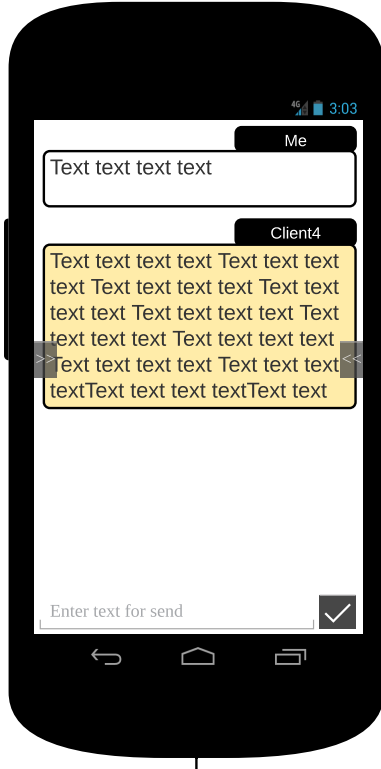 4G 3:03
Me
Text text text text
Client4
Text text text text Text text text
text Text text text text Text text
text text Text text text text Text
text text text Text text text text
>> Text text text text Text text text <<
textText text text textText text
Enter text for send